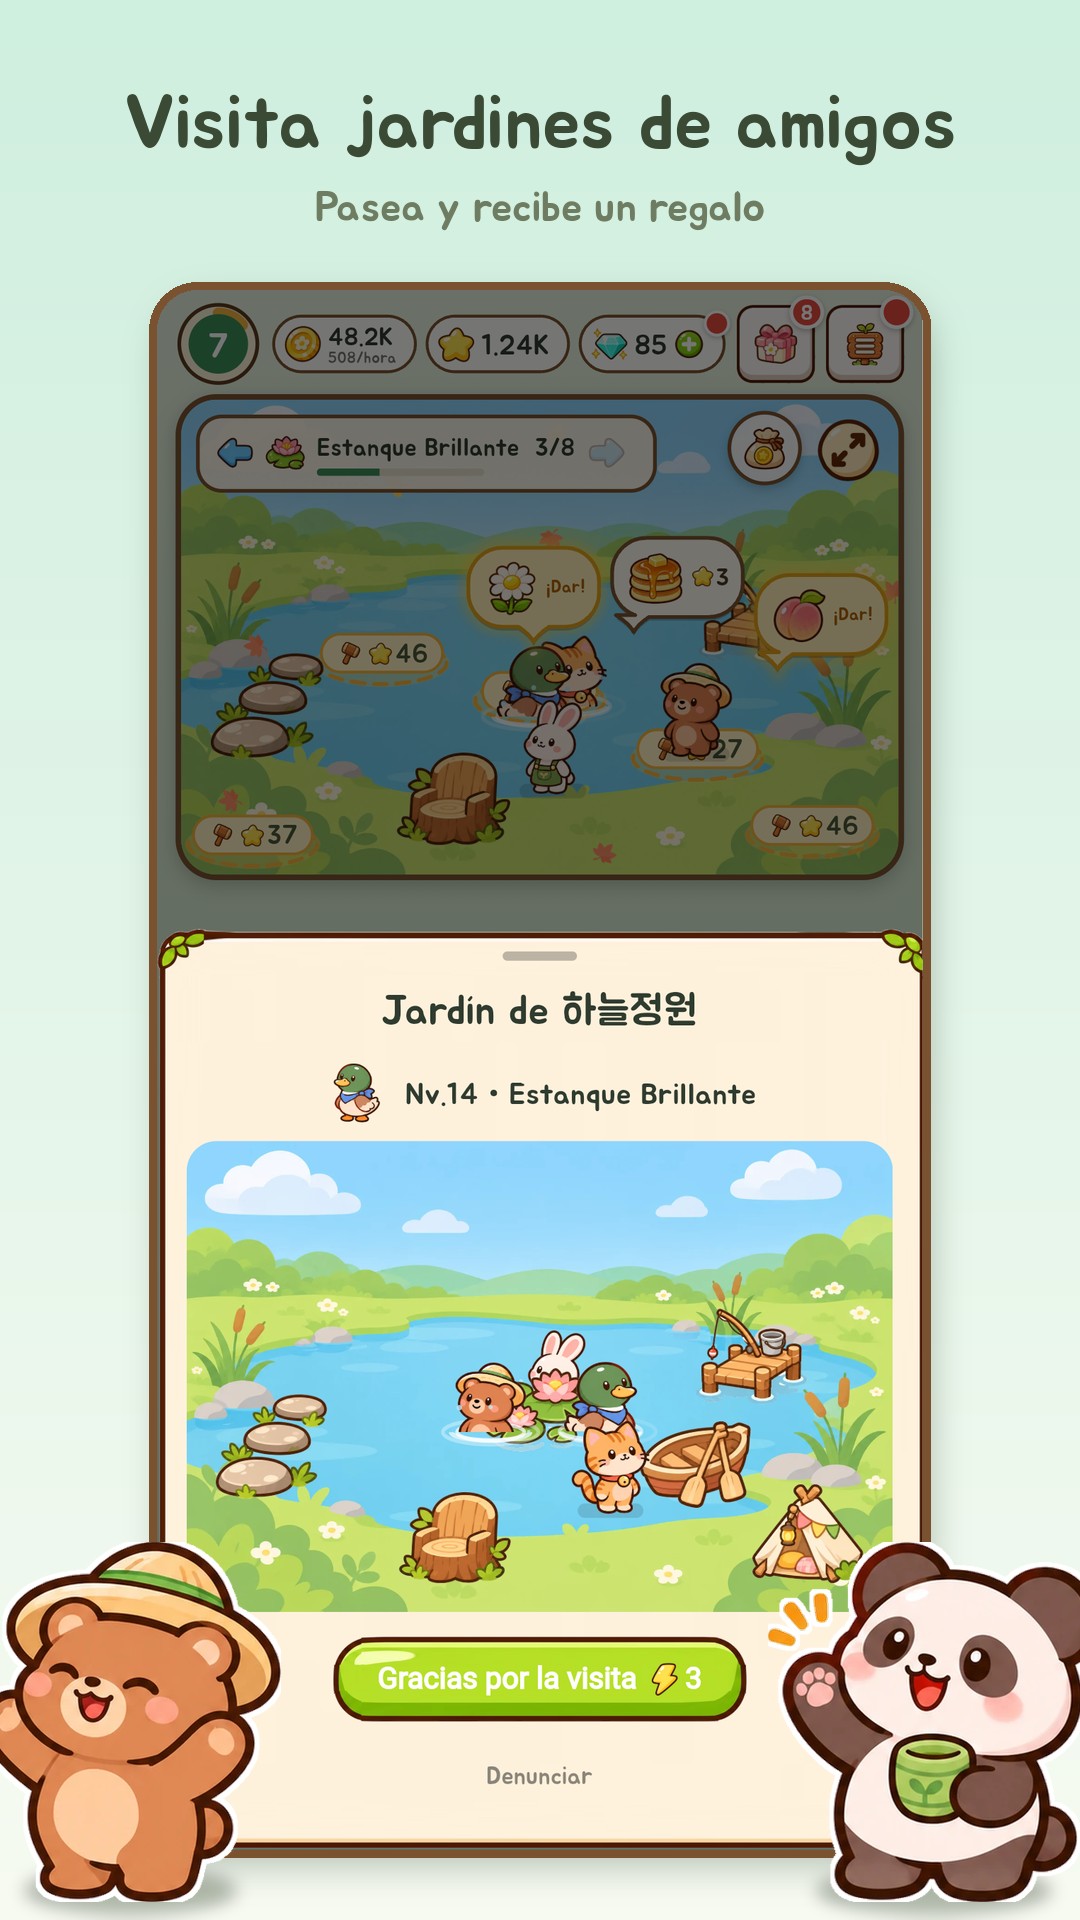 Visita jardines de amigos
Pasea y recibe un regalo
7
48.2K
508/hora
1.24K
85
8
Estanque Brillante 3/8
¡Dar!
3
¡Dar!
46
27
37
46
Jardín de 하늘정원
Nv.14 • Estanque Brillante
Gracias por la visita 3
Denunciar